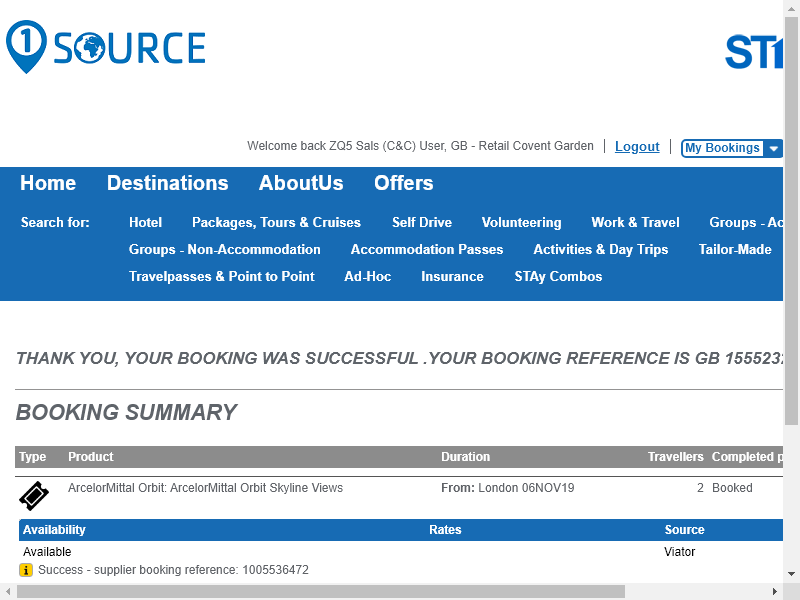 1 SOURCE
Welcome back ZQ5 Sals (C&C) User, GB - Retail Covent Garden
Logout
My Bookings
Home Destinations AboutUs Offers
Search for: Hotel Packages, Tours & Cruises Self Drive Volunteering Work & Travel Groups -
Groups - Non-Accommodation Accommodation Passes Activities & Day Trips Tailor-Made
Travelpasses & Point to Point Ad-Hoc Insurance STAy Combos
THANK YOU, YOUR BOOKING WAS SUCCESSFUL .YOUR BOOKING REFERENCE IS GB
BOOKING SUMMARY
Type Product Duration Travellers Completed
ArcelorMittal Orbit: ArcelorMittal Orbit Skyline Views From: London 06NOV19 2 Booked
Availability Rates Source
Available Viator
Success - supplier booking reference: 1005536472